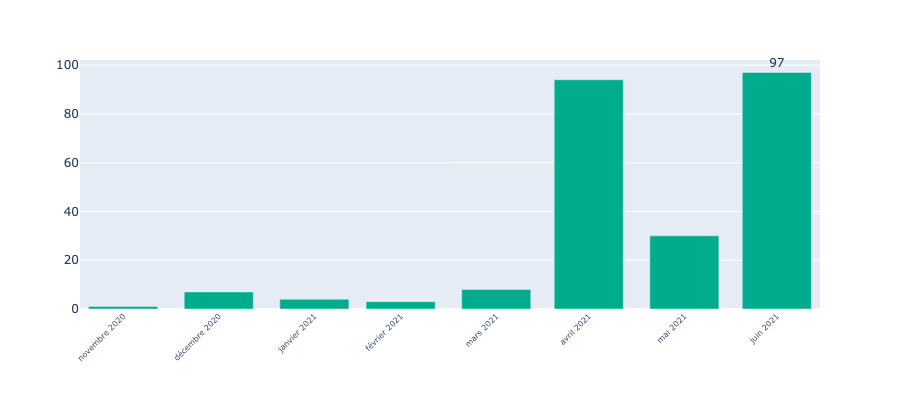 97
100
80
60
40
20
0
novembre 2020
décembre 2020
janvier 2021
février 2021
mars 2021
avril 2021
mai 2021
juin 2021